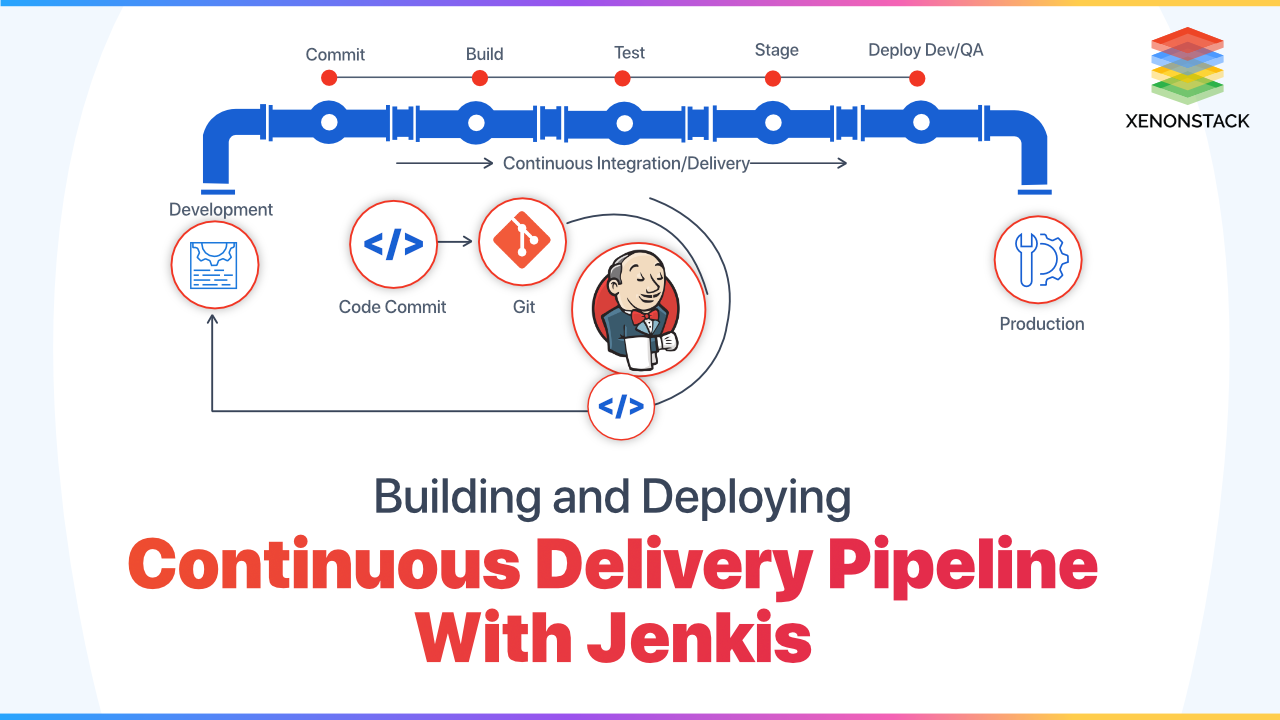 Commit
Build
Test
Stage
Deploy Dev/QA
XENONSTACK
Continuous Integration/Delivery
Development
</>
Code Commit
Git
Production
</>
Building and Deploying
Continuous Delivery Pipeline
With Jenkis